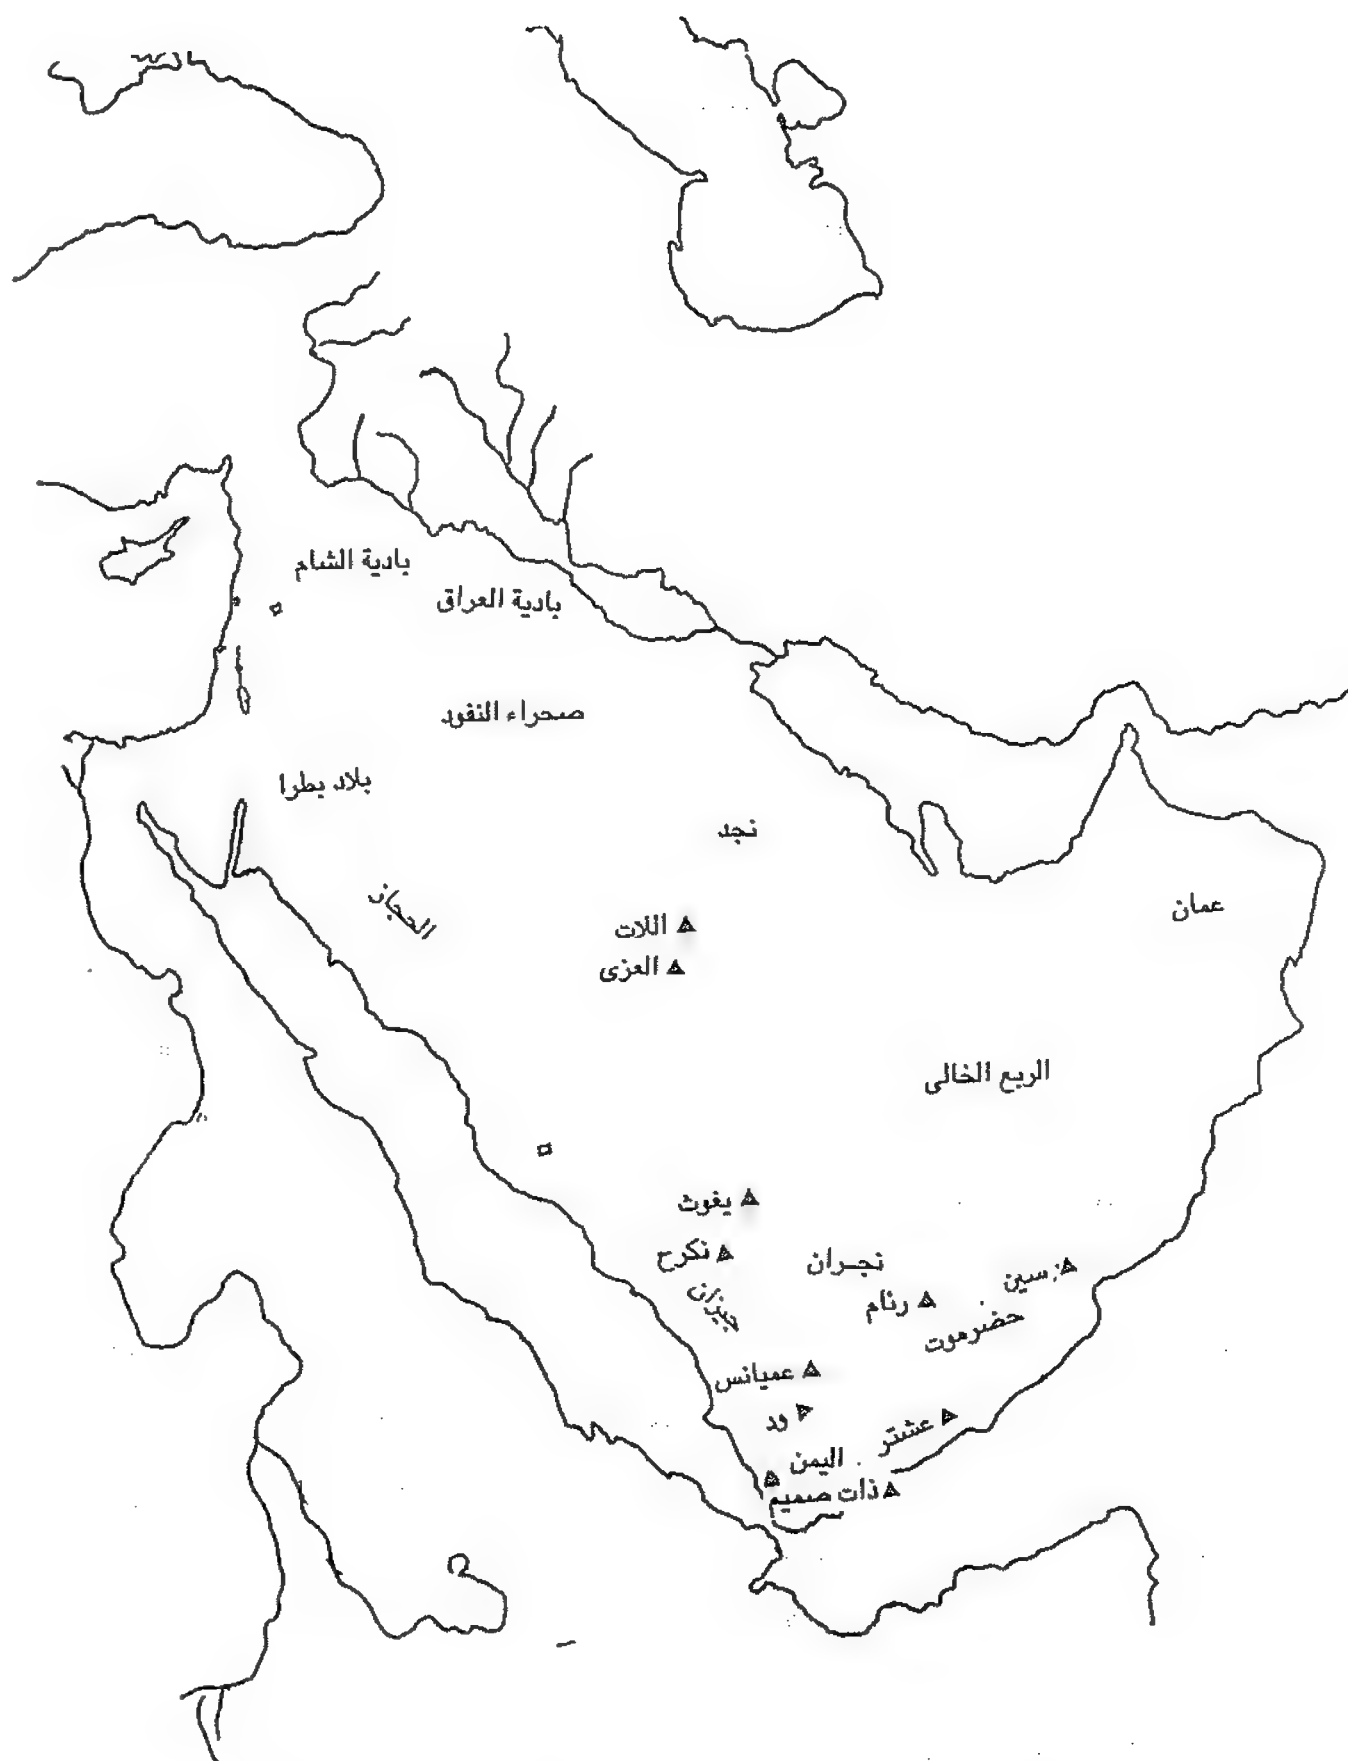 بادية الشام
بادية العراق
صحراء النفود
بلاد بطرا
نجد
الحجاز
عمان
اللات
العزى
الربع الخالى
يغوث
نكرح
نجران
سين
جيزان
رئام
حضرموت
عميانس
ود
عشتر
اليمن
ذات صميم